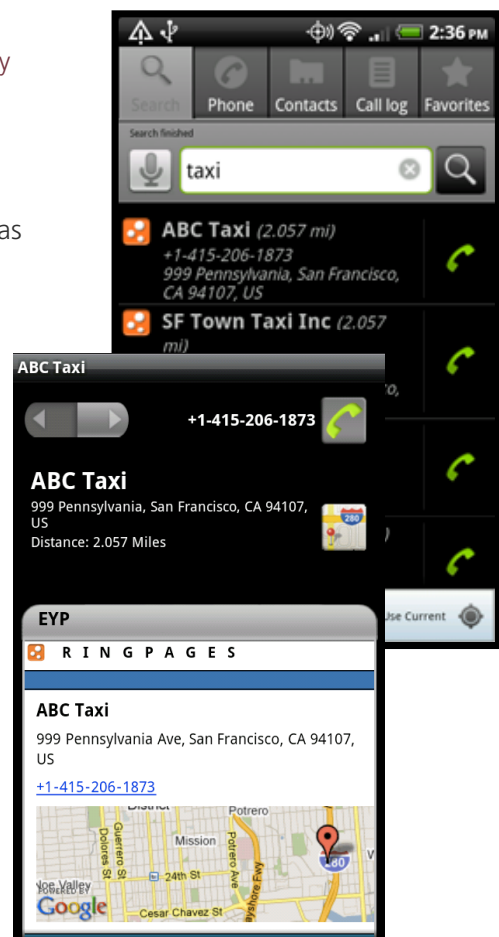 y
as
2:36 PM
Search Phone Contacts Call log Favorites
Search finished
taxi
ABC Taxi (2.057 mi)
+1-415-206-1873
999 Pennsylvania, San Francisco,
CA 94107, US
SF Town Taxi Inc (2.057
mi)
co,
)
Use Current
ABC Taxi
+1-415-206-1873
ABC Taxi
999 Pennsylvania, San Francisco, CA 94107,
US
Distance: 2.057 Miles
280
EYP
RINGPAGES
ABC Taxi
999 Pennsylvania Ave, San Francisco, CA 94107,
US
+1-415-206-1873
District
Potrero
Guerrero St
Dolores St
Mission
Potrero Ave
280
24th St
Noe Valley
POWERED BY
Google
Cesar Chavez St